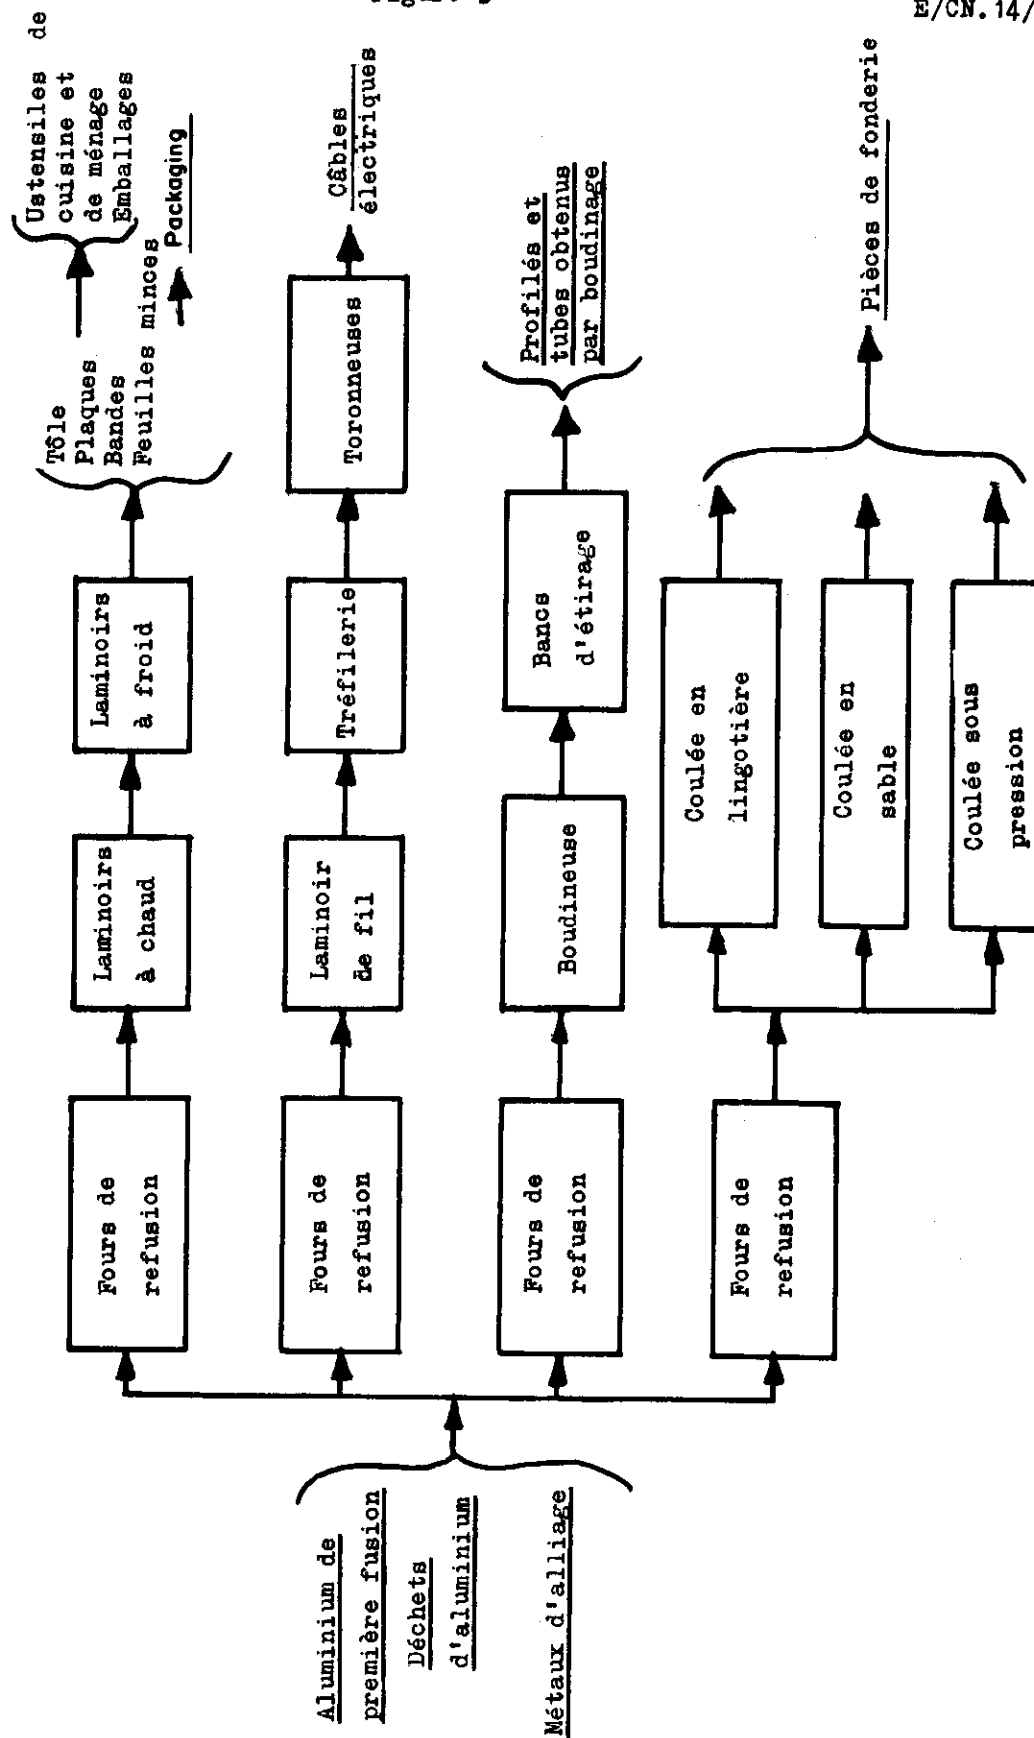 E/CN.14/
Aluminium de
première fusion
Déchets
d'aluminium
Métaux d'alliage
Fours de
refusion
Laminoirs
à chaud
Laminoirs
à froid
Tôle
Plaques
Bandes
Feuilles minces
Ustensiles de
cuisine et
de ménage
Emballages
Packaging
Fours de
refusion
Laminoir
de fil
Tréfilerie
Toronneuses
Câbles
électriques
Fours de
refusion
Boudineuse
Bancs
d'étirage
Profilés et
tubes obtenus
par boudinage
Fours de
refusion
Coulée en
lingotière
Coulée en
sable
Coulée sous
pression
Pièces de fonderie